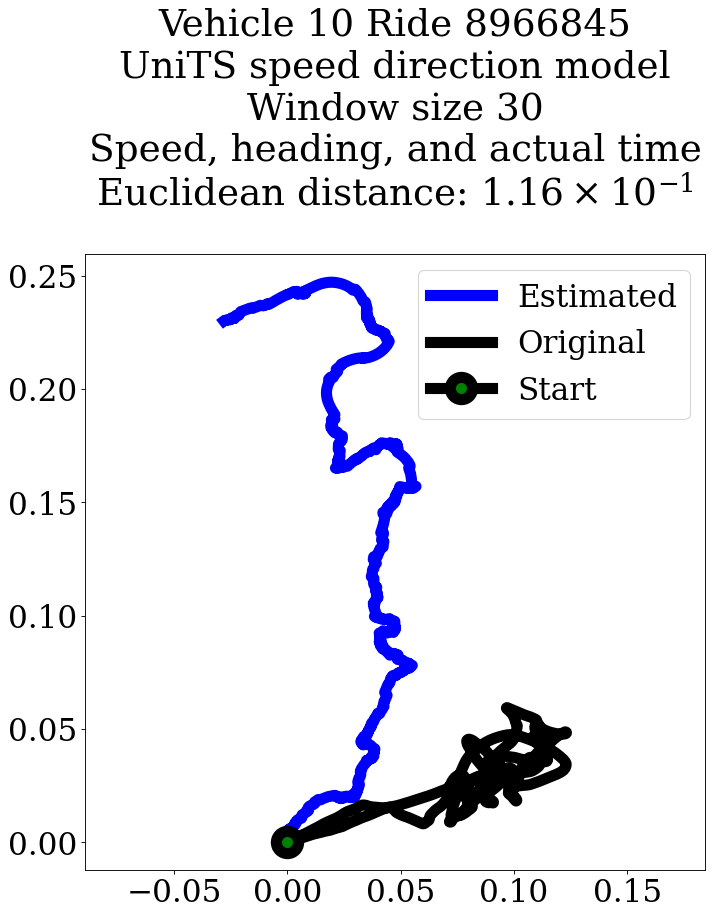 Vehicle 10 Ride 8966845
UniTS speed direction model
Window size 30
Speed, heading, and actual time
Euclidean distance: 1.16 × 10⁻¹
Estimated
Original
Start
0.25
0.20
0.15
0.10
0.05
0.00
−0.05 0.00 0.05 0.10 0.15